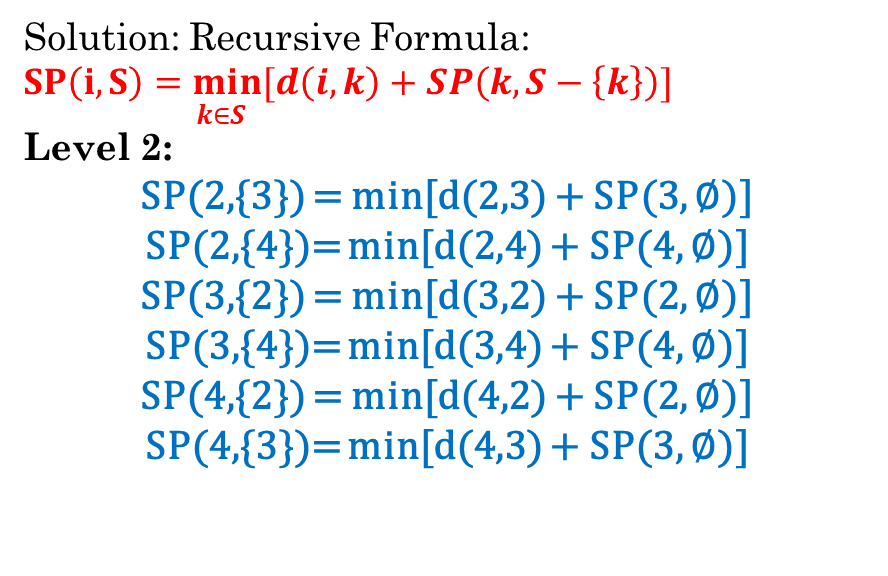 Solution: Recursive Formula:
SP(i, S) = min[d(i, k) + SP(k, S − {k})]
k∈S
Level 2:
SP(2,{3}) = min[d(2,3) + SP(3, ∅)]
SP(2,{4})= min[d(2,4) + SP(4, ∅)]
SP(3,{2}) = min[d(3,2) + SP(2, ∅)]
SP(3,{4})= min[d(3,4) + SP(4, ∅)]
SP(4,{2}) = min[d(4,2) + SP(2, ∅)]
SP(4,{3})= min[d(4,3) + SP(3, ∅)]